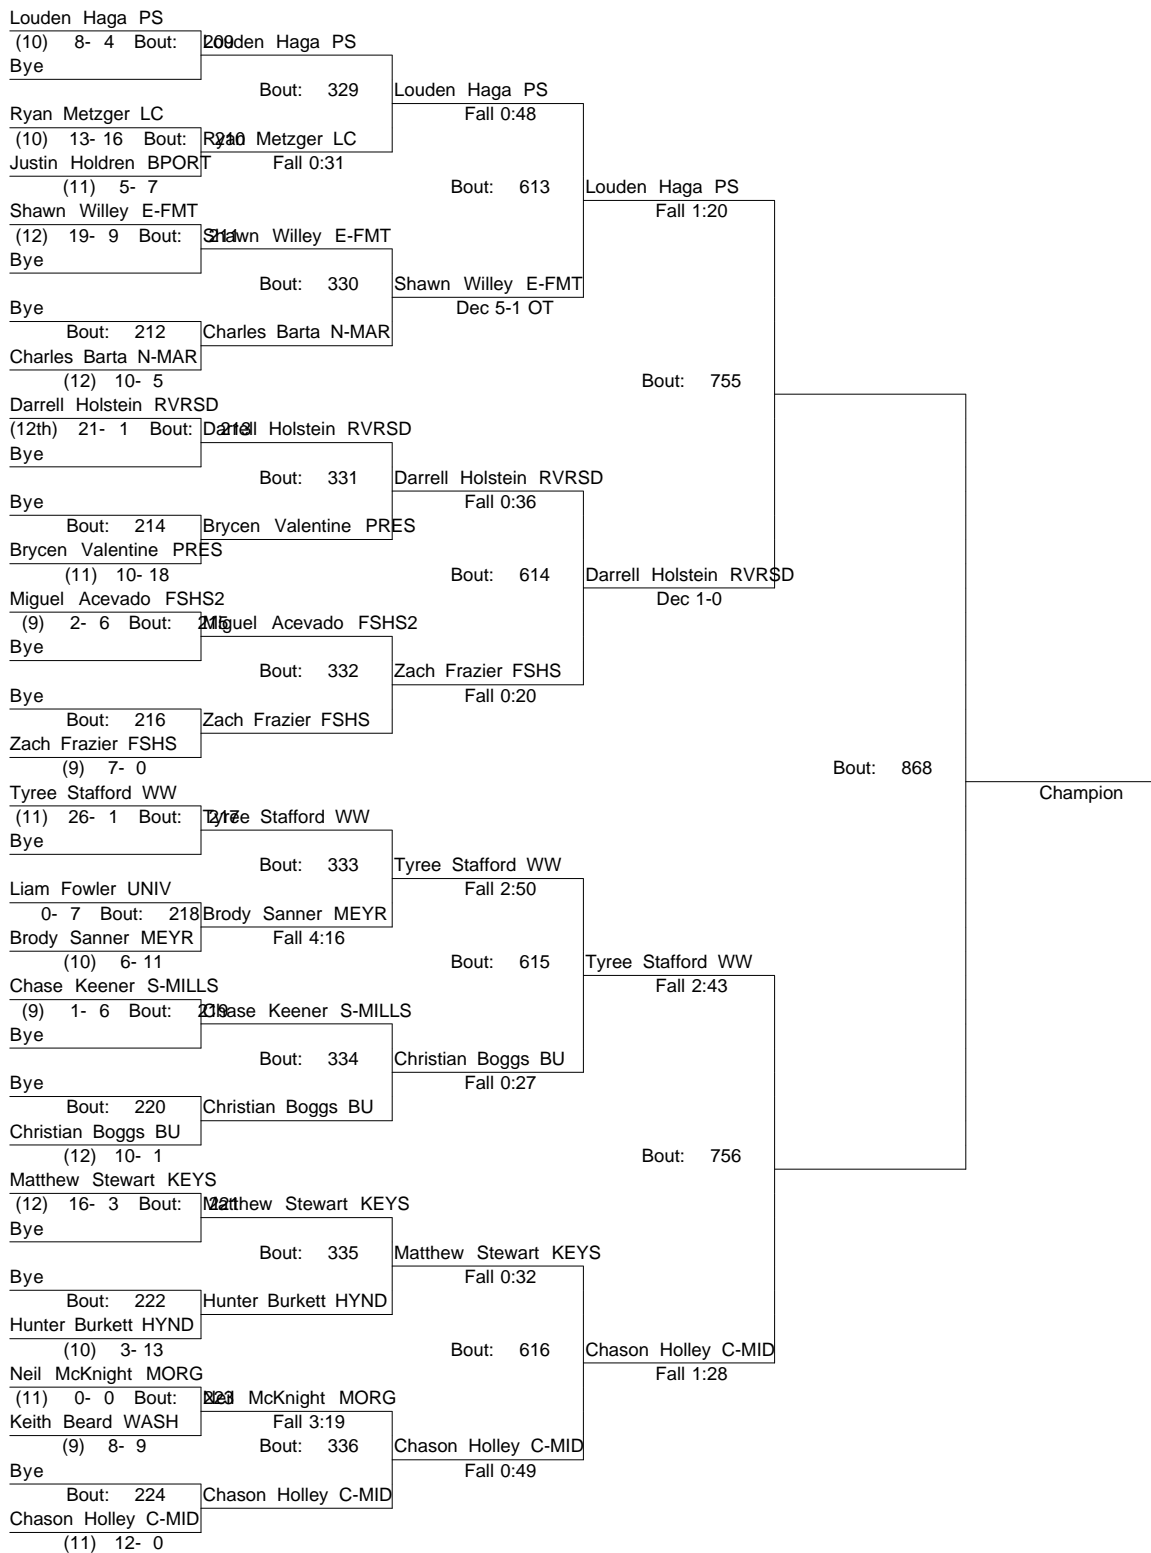 Louden Haga PS
(10) 8- 4 Bout: 209 Louden Haga PS
Bye
Bout: 329 Louden Haga PS
Fall 0:48
Ryan Metzger LC
(10) 13- 16 Bout: 210 Ryan Metzger LC
Justin Holdren BPORT Fall 0:31
(11) 5- 7 Bout: 613 Louden Haga PS
Shawn Willey E-FMT Fall 1:20
(12) 19- 9 Bout: 211 Shawn Willey E-FMT
Bye
Bout: 330 Shawn Willey E-FMT
Bye Dec 5-1 OT
Bout: 212 Charles Barta N-MAR
Charles Barta N-MAR
(12) 10- 5 Bout: 755
Darrell Holstein RVRSD
(12th) 21- 1 Bout: 213 Darrell Holstein RVRSD
Bye
Bout: 331 Darrell Holstein RVRSD
Bye Fall 0:36
Bout: 214 Brycen Valentine PRES
Brycen Valentine PRES
(11) 10- 18 Bout: 614 Darrell Holstein RVRSD
Miguel Acevado FSHS2 Dec 1-0
(9) 2- 6 Bout: 215 Miguel Acevado FSHS2
Bye
Bout: 332 Zach Frazier FSHS
Bye Fall 0:20
Bout: 216 Zach Frazier FSHS
Zach Frazier FSHS
(9) 7- 0 Bout: 868
Tyree Stafford WW Champion
(11) 26- 1 Bout: 217 Tyree Stafford WW
Bye
Bout: 333 Tyree Stafford WW
Liam Fowler UNIV Fall 2:50
0- 7 Bout: 218 Brody Sanner MEYR
Brody Sanner MEYR Fall 4:16
(10) 6- 11 Bout: 615 Tyree Stafford WW
Chase Keener S-MILLS Fall 2:43
(9) 1- 6 Bout: 219 Chase Keener S-MILLS
Bye
Bout: 334 Christian Boggs BU
Bye Fall 0:27
Bout: 220 Christian Boggs BU
Christian Boggs BU
(12) 10- 1 Bout: 756
Matthew Stewart KEYS
(12) 16- 3 Bout: 221 Matthew Stewart KEYS
Bye
Bout: 335 Matthew Stewart KEYS
Bye Fall 0:32
Bout: 222 Hunter Burkett HYND
Hunter Burkett HYND
(10) 3- 13 Bout: 616 Chason Holley C-MID
Neil McKnight MORG Fall 1:28
(11) 0- 0 Bout: 223 Neil McKnight MORG
Keith Beard WASH Fall 3:19
(9) 8- 9 Bout: 336 Chason Holley C-MID
Bye Fall 0:49
Bout: 224 Chason Holley C-MID
Chason Holley C-MID
(11) 12- 0